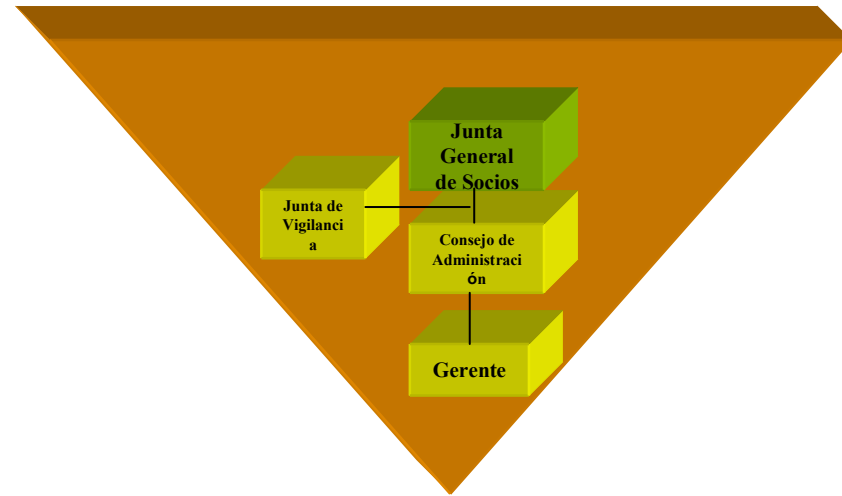 Junta
General
de Socios
Junta de
Vigilanci
a
Consejo de
Administraci
ón
Gerente